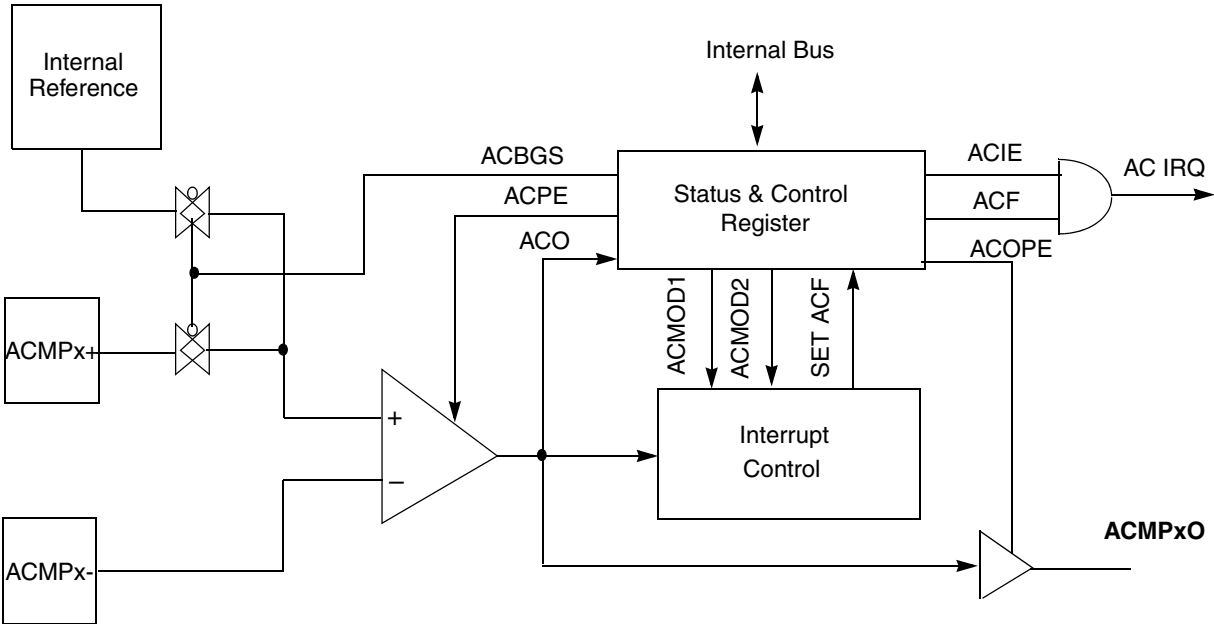 Internal
Reference
Internal Bus
ACBGS
ACPE
ACO
Status & Control
Register
ACIE
ACF
ACOPE
AC IRQ
ACMPx+
ACMOD1
ACMOD2
SET ACF
+
–
Interrupt
Control
ACMPx-
ACMPxO